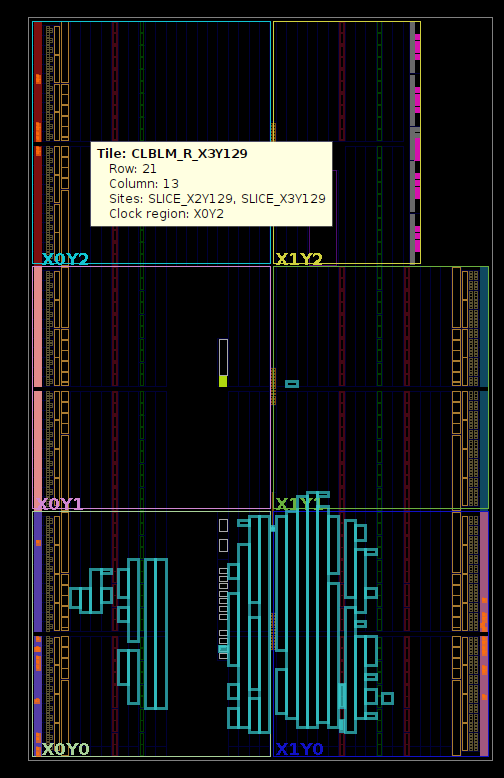 Tile: CLBLM_R_X3Y129
Row: 21
Column: 13
Sites: SLICE_X2Y129, SLICE_X3Y129
Clock region: X0Y2
X0Y2 X1Y2
X0Y1 X1Y1
X0Y0 X1Y0